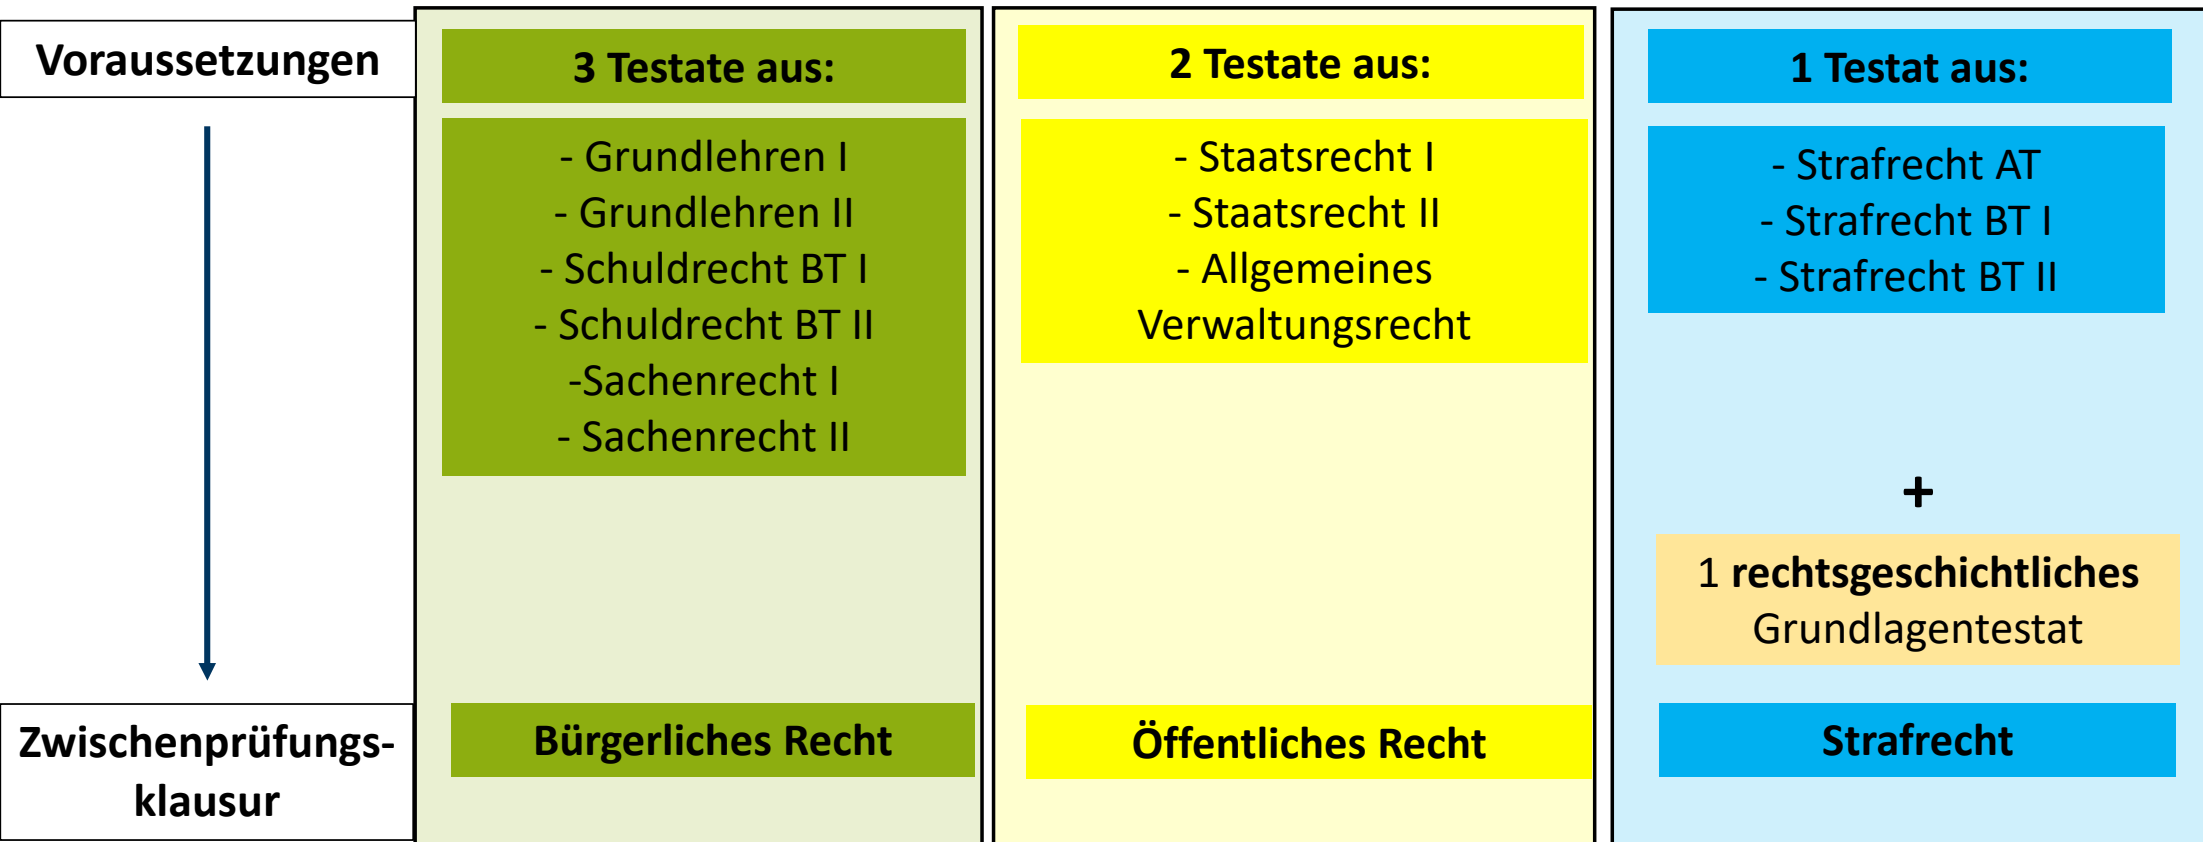 Voraussetzungen
3 Testate aus:
- Grundlehren I
- Grundlehren II
- Schuldrecht BT I
- Schuldrecht BT II
-Sachenrecht I
- Sachenrecht II
2 Testate aus:
- Staatsrecht I
- Staatsrecht II
- Allgemeines
Verwaltungsrecht
1 Testat aus:
- Strafrecht AT
- Strafrecht BT I
- Strafrecht BT II
+
1 rechtsgeschichtliches
Grundlagentestat
Zwischenprüfungs-
klausur
Bürgerliches Recht
Öffentliches Recht
Strafrecht